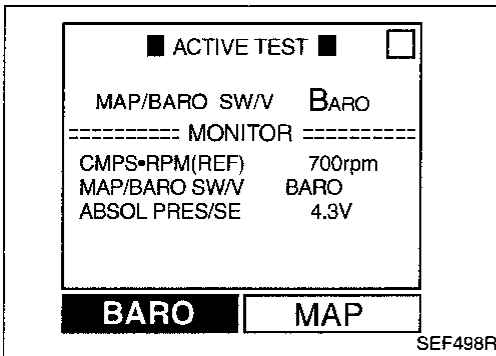 ■ ACTIVE TEST ■
MAP/BARO SW/V BARO
========= MONITOR =========
CMPS•RPM(REF) 700rpm
MAP/BARO SW/V BARO
ABSOL PRES/SE 4.3V
BARO MAP
SEF498R